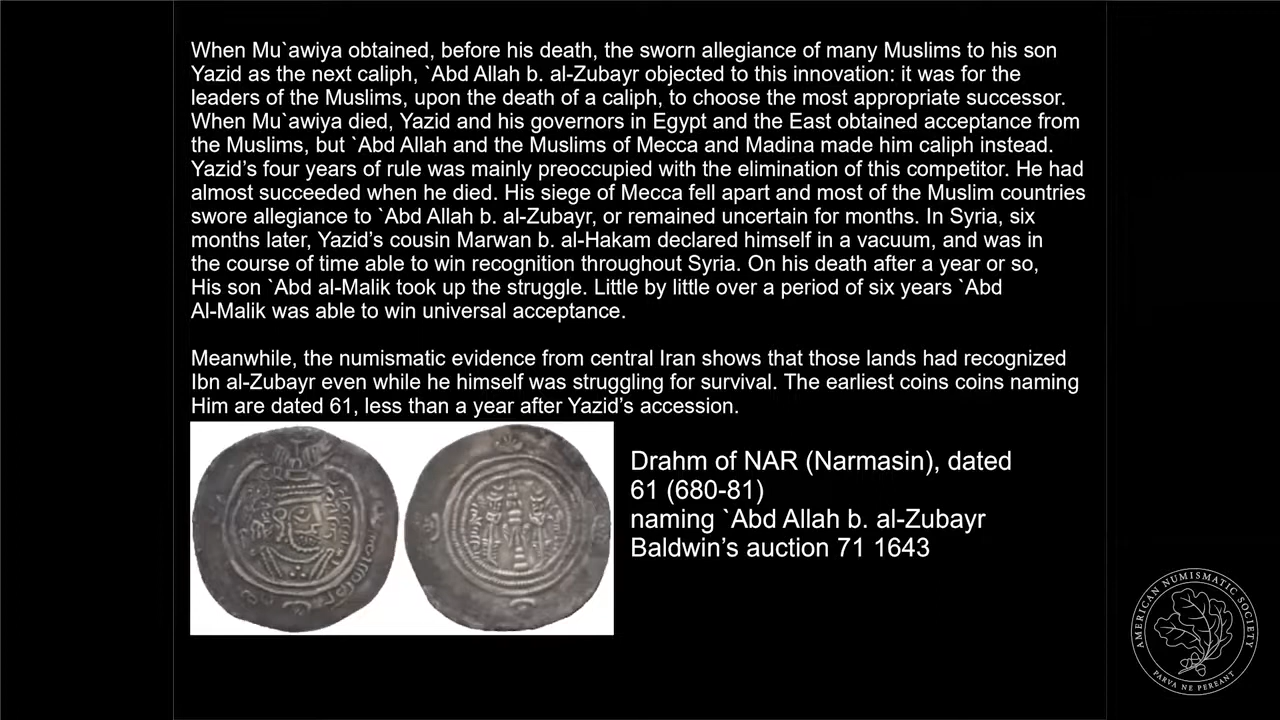 When Mu`awiya obtained, before his death, the sworn allegiance of many Muslims to his son
Yazid as the next caliph, `Abd Allah b. al-Zubayr objected to this innovation: it was for the
leaders of the Muslims, upon the death of a caliph, to choose the most appropriate successor.
When Mu`awiya died, Yazid and his governors in Egypt and the East obtained acceptance from
the Muslims, but `Abd Allah and the Muslims of Mecca and Madina made him caliph instead.
Yazid's four years of rule was mainly preoccupied with the elimination of this competitor. He had
almost succeeded when he died. His siege of Mecca fell apart and most of the Muslim countries
swore allegiance to `Abd Allah b. al-Zubayr, or remained uncertain for months. In Syria, six
months later, Yazid's cousin Marwan b. al-Hakam declared himself in a vacuum, and was in
the course of time able to win recognition throughout Syria. On his death after a year or so,
His son `Abd al-Malik took up the struggle. Little by little over a period of six years `Abd
Al-Malik was able to win universal acceptance.
Meanwhile, the numismatic evidence from central Iran shows that those lands had recognized
Ibn al-Zubayr even while he himself was struggling for survival. The earliest coins coins naming
Him are dated 61, less than a year after Yazid's accession.
Drahm of NAR (Narmasin), dated
61 (680-81)
naming `Abd Allah b. al-Zubayr
Baldwin's auction 71 1643
AMERICAN NUMISMATIC SOCIETY
PARVA NE PEREANT